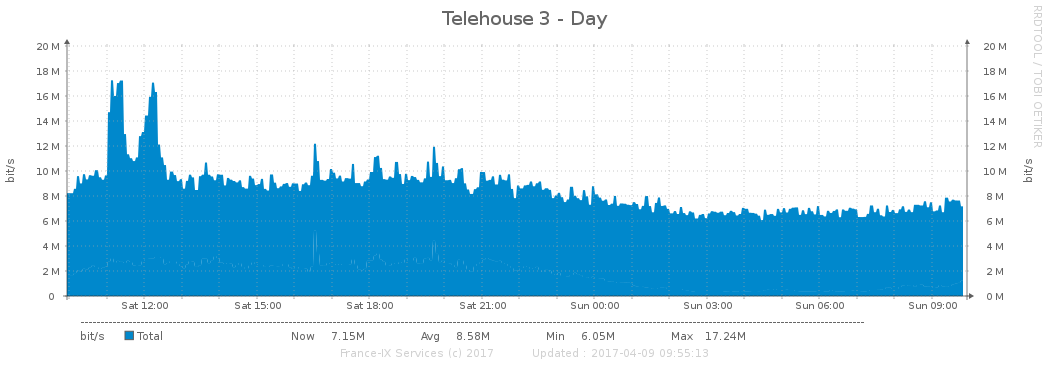 Telehouse 3 - Day
RRDTOOL / TOBI OETIKER
bit/s
bit/s
20 M 20 M
18 M 18 M
16 M 16 M
14 M 14 M
12 M 12 M
10 M 10 M
8 M 8 M
6 M 6 M
4 M 4 M
2 M 2 M
0 0 M
Sat 12:00 Sat 15:00 Sat 18:00 Sat 21:00 Sun 00:00 Sun 03:00 Sun 06:00 Sun 09:00
bit/s Total Now 7.15M Avg 8.58M Min 6.05M Max 17.24M
France-IX Services (c) 2017 Updated : 2017-04-09 09:55:13